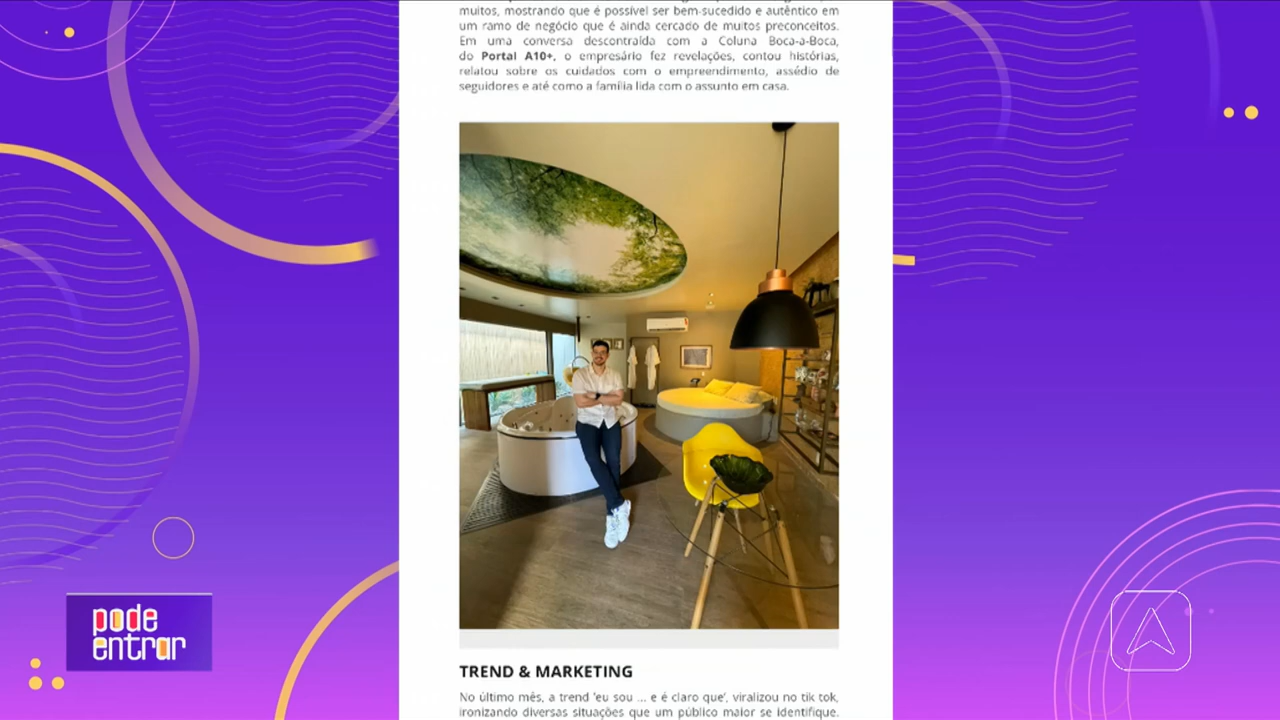 muitos, mostrando que é possível ser bem-sucedido e autêntico em
um ramo de negócio que é ainda cercado de muitos preconceitos.
Em uma conversa descontraída com a Coluna Boca-a-Boca,
do Portal A10+, o empresário fez revelações, contou histórias,
relatou sobre os cuidados com o empreendimento, assédio de
seguidores e até como a família lida com o assunto em casa.
TREND & MARKETING
No último mês, a trend 'eu sou ... e é claro que', viralizou no tik tok,
ironizando diversas situações que um público maior se identifique.
pode
entrar